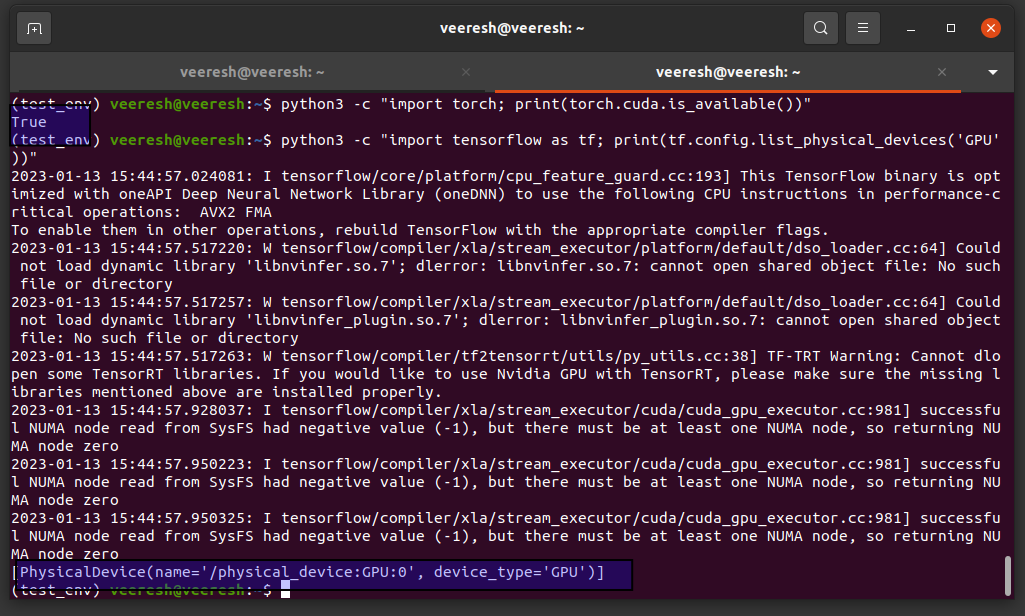 veeresh@veeresh: ~
veeresh@veeresh: ~
veeresh@veeresh: ~
(test_env) veeresh@veeresh:~$ python3 -c "import torch; print(torch.cuda.is_available())"
True
(test_env) veeresh@veeresh:~$ python3 -c "import tensorflow as tf; print(tf.config.list_physical_devices('GPU'
))"
2023-01-13 15:44:57.024081: I tensorflow/core/platform/cpu_feature_guard.cc:193] This TensorFlow binary is opt
imized with oneAPI Deep Neural Network Library (oneDNN) to use the following CPU instructions in performance-c
ritical operations:  AVX2 FMA
To enable them in other operations, rebuild TensorFlow with the appropriate compiler flags.
2023-01-13 15:44:57.517220: W tensorflow/compiler/xla/stream_executor/platform/default/dso_loader.cc:64] Could
 not load dynamic library 'libnvinfer.so.7'; dlerror: libnvinfer.so.7: cannot open shared object file: No such
 file or directory
2023-01-13 15:44:57.517257: W tensorflow/compiler/xla/stream_executor/platform/default/dso_loader.cc:64] Could
 not load dynamic library 'libnvinfer_plugin.so.7'; dlerror: libnvinfer_plugin.so.7: cannot open shared object
 file: No such file or directory
2023-01-13 15:44:57.517263: W tensorflow/compiler/tf2tensorrt/utils/py_utils.cc:38] TF-TRT Warning: Cannot dlo
pen some TensorRT libraries. If you would like to use Nvidia GPU with TensorRT, please make sure the missing l
ibraries mentioned above are installed properly.
2023-01-13 15:44:57.928037: I tensorflow/compiler/xla/stream_executor/cuda/cuda_gpu_executor.cc:981] successfu
l NUMA node read from SysFS had negative value (-1), but there must be at least one NUMA node, so returning NU
MA node zero
2023-01-13 15:44:57.950223: I tensorflow/compiler/xla/stream_executor/cuda/cuda_gpu_executor.cc:981] successfu
l NUMA node read from SysFS had negative value (-1), but there must be at least one NUMA node, so returning NU
MA node zero
2023-01-13 15:44:57.950325: I tensorflow/compiler/xla/stream_executor/cuda/cuda_gpu_executor.cc:981] successfu
l NUMA node read from SysFS had negative value (-1), but there must be at least one NUMA node, so returning NU
MA node zero
[PhysicalDevice(name='/physical_device:GPU:0', device_type='GPU')]
(test_env) veeresh@veeresh:~$